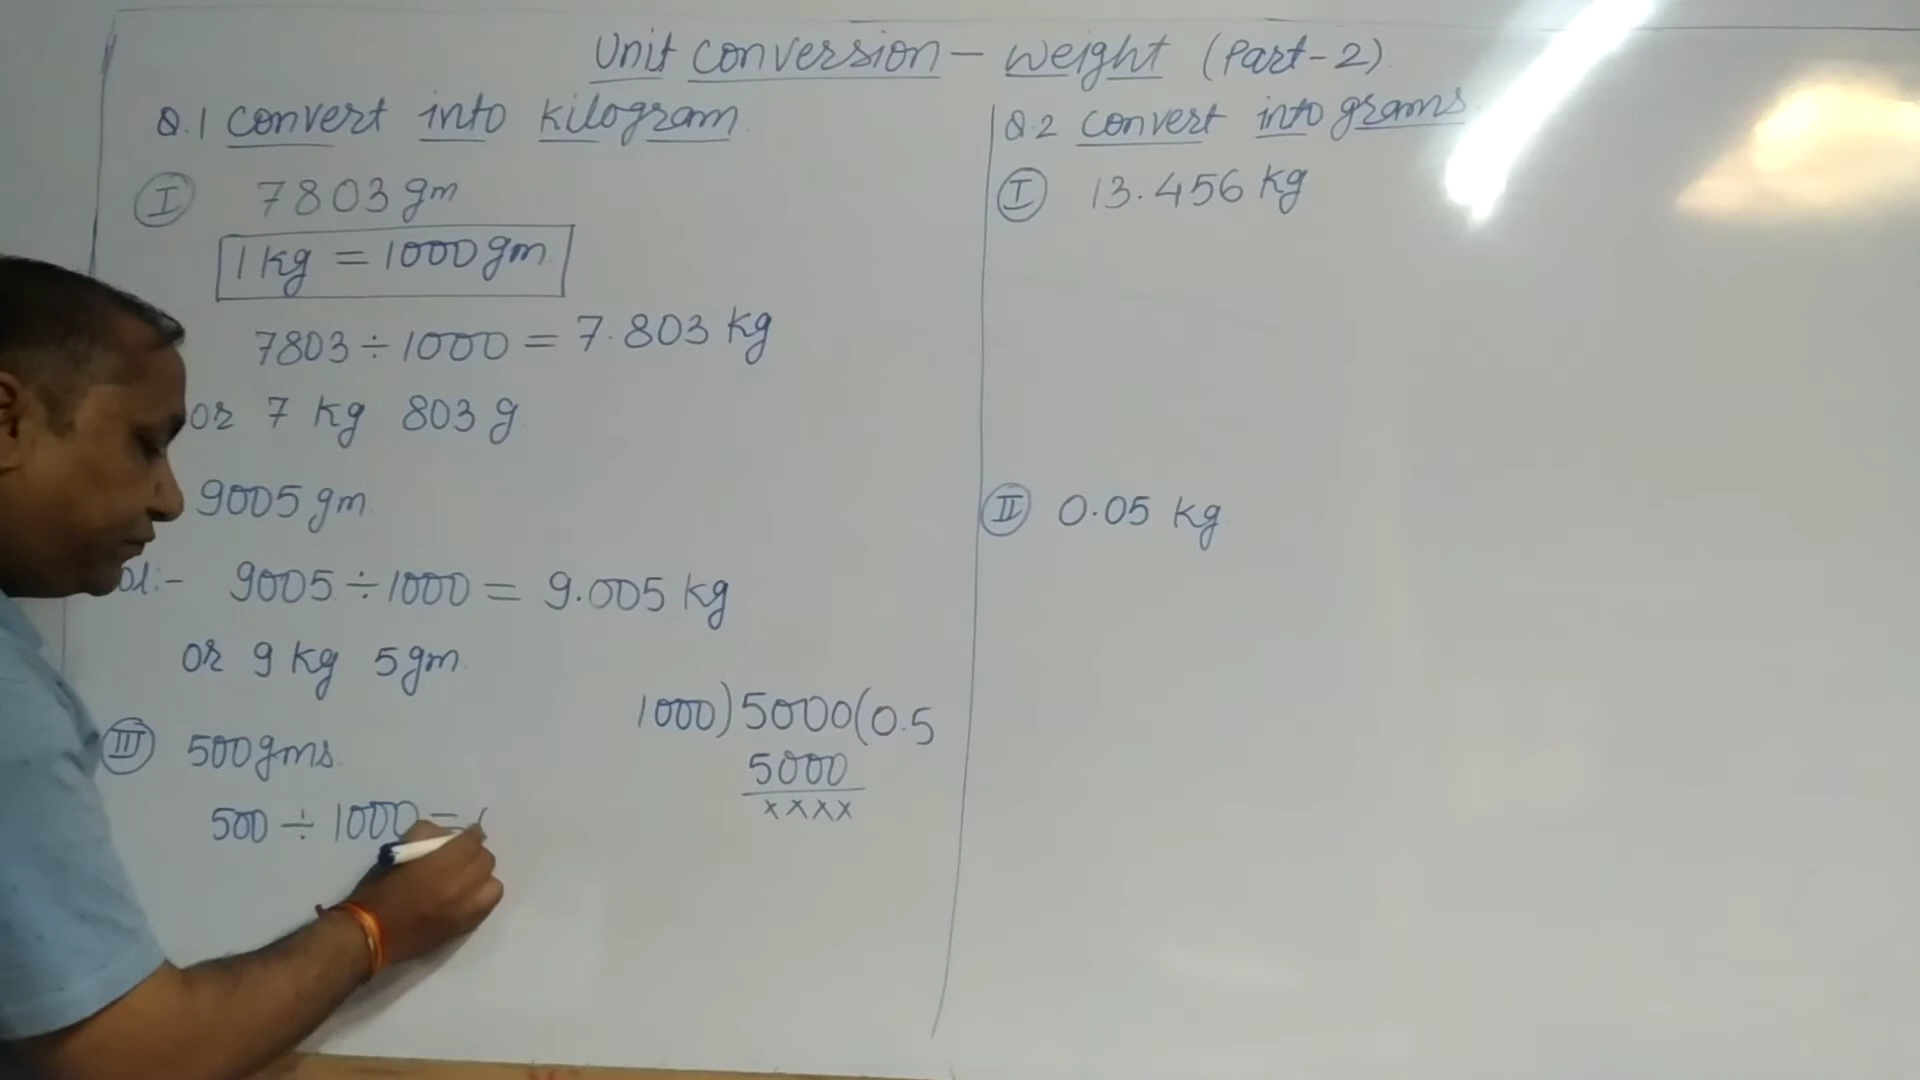 Unit conversion - weight (Part-2)
Q.1 convert into kilogram
I 7803 gm
1 kg = 1000 gm
7803 ÷ 1000 = 7.803 kg
or 7 kg 803 g
9005 gm
9005 ÷ 1000 = 9.005 kg
or 9 kg 5 gm
III 500 gms.
500 ÷ 1000 =
1000)5000(0.5
5000
xxxx
Q.2 convert into grams
I 13.456 kg
II 0.05 kg